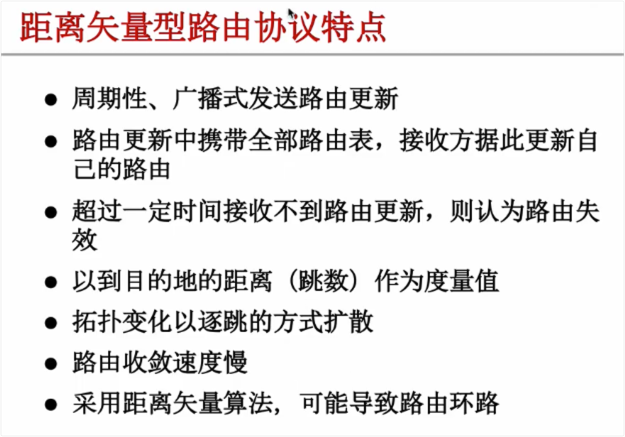 距离矢量型路由协议特点
● 周期性、广播式发送路由更新
● 路由更新中携带全部路由表，接收方据此更新自
己的路由
● 超过一定时间接收不到路由更新，则认为路由失
效
● 以到目的地的距离（跳数）作为度量值
● 拓扑变化以逐跳的方式扩散
● 路由收敛速度慢
● 采用距离矢量算法，可能导致路由环路